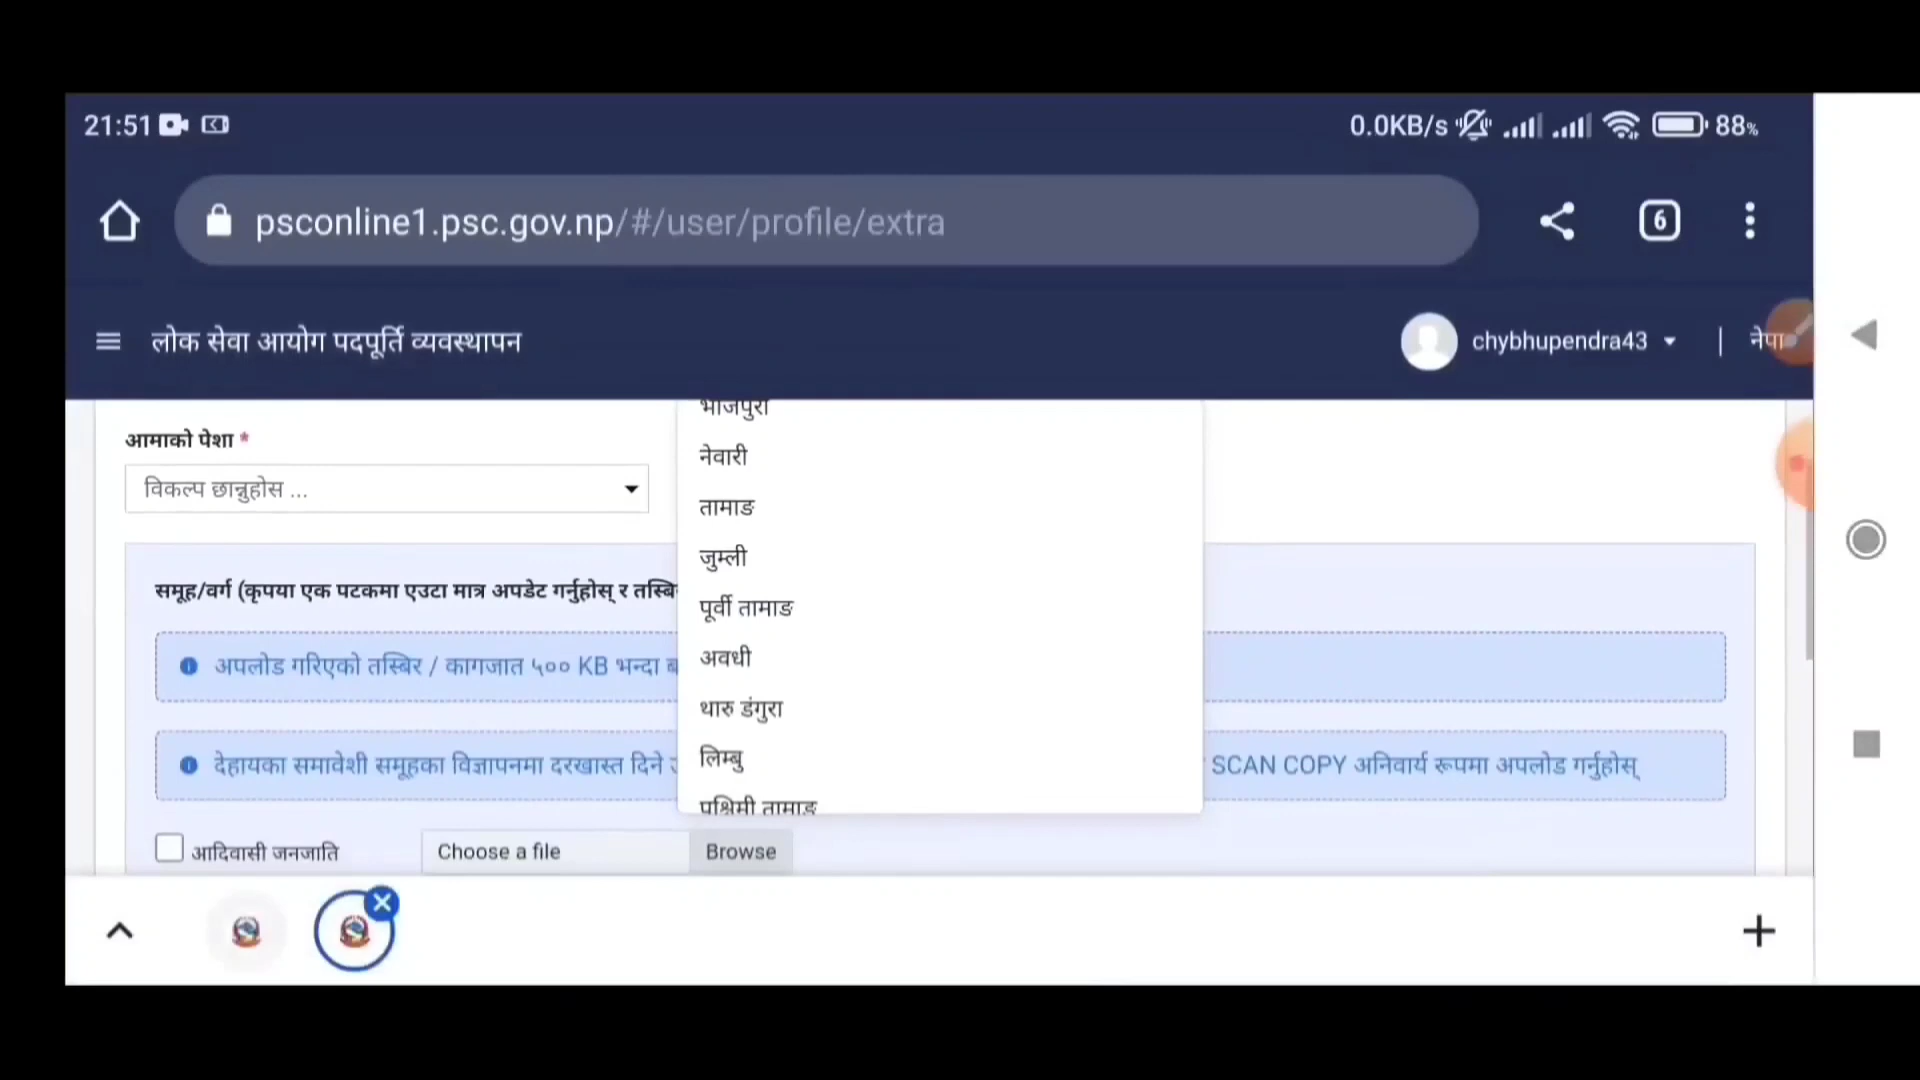 21:51
0.0KB/s 88%
psconline1.psc.gov.np/#/user/profile/extra
6
लोक सेवा आयोग पदपूर्ति व्यवस्थापन
chybhupendra43 | नेपा
आमाको पेशा *
विकल्प छान्नुहोस ...
भोजपुरी
नेवारी
तामाङ
जुम्ली
पूर्वी तामाङ
अवधी
थारु डंगुरा
लिम्बु
पश्चिमी तामाङ
समूह/वर्ग (कृपया एक पटकमा एउटा मात्र अपडेट गर्नुहोस् र तस्बि
अपलोड गरिएको तस्बिर / कागजात ५०० KB भन्दा ब
देहायका समावेशी समूहका विज्ञापनमा दरखास्त दिने उ SCAN COPY अनिवार्य रूपमा अपलोड गर्नुहोस्
आदिवासी जनजाति Choose a file Browse